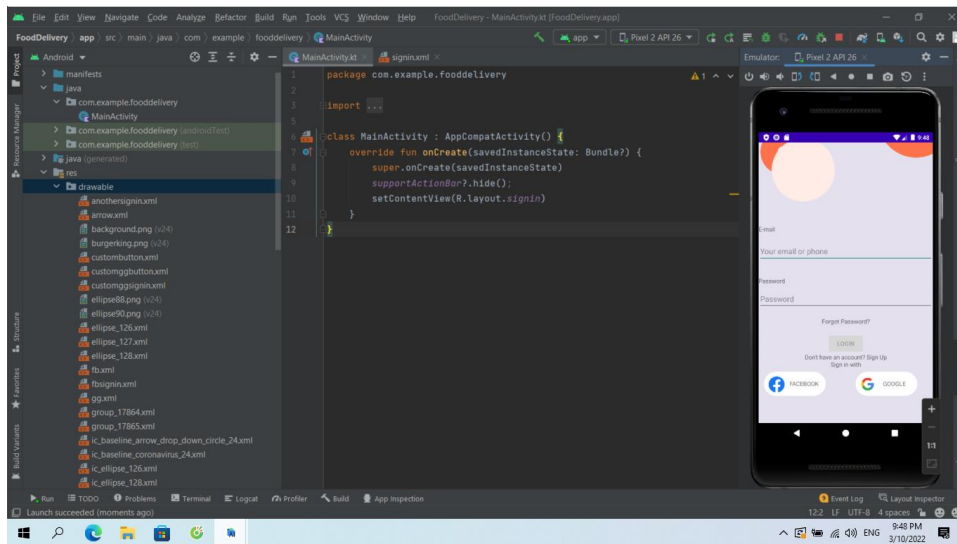 File Edit View Navigate Code Analyze Refactor Build Run Tools VCS Window Help FoodDelivery - MainActivity.kt [FoodDelivery.app]
FoodDelivery app src main java com example fooddelivery MainActivity app Pixel 2 API 26
Android MainActivity.kt signin.xml Emulator: Pixel 2 API 26
Project
Resource Manager
Structure
Favorites
Build Variants
manifests
java
com.example.fooddelivery
MainActivity
com.example.fooddelivery (androidTest)
com.example.fooddelivery (test)
java (generated)
res
drawable
anothersignin.xml
arrow.xml
background.png (v24)
burgerking.png (v24)
custombutton.xml
customggbutton.xml
customggsignin.xml
ellipse88.png (v24)
ellipse90.png (v24)
ellipse_126.xml
ellipse_127.xml
ellipse_128.xml
fb.xml
fbsignin.xml
gg.xml
group_17864.xml
group_17865.xml
ic_baseline_arrow_drop_down_circle_24.xml
ic_baseline_coronavirus_24.xml
ic_ellipse_126.xml
ic_ellipse_128.xml
1 package com.example.fooddelivery
2
3 import ...
5
6 class MainActivity : AppCompatActivity() {
7 override fun onCreate(savedInstanceState: Bundle?) {
8 super.onCreate(savedInstanceState)
9 supportActionBar?.hide();
10 setContentView(R.layout.signin)
11 }
12 }
1
9:48
E-mail
Your email or phone
Password
Password
Forgot Password?
LOGIN
Don't have an account? Sign Up
Sign in with
FACEBOOK GOOGLE
1:1
Run TODO Problems Terminal Logcat Profiler Build App Inspection Event Log Layout Inspector
Launch succeeded (moments ago) 12:2 LF UTF-8 4 spaces
ENG 9:48 PM
3/10/2022